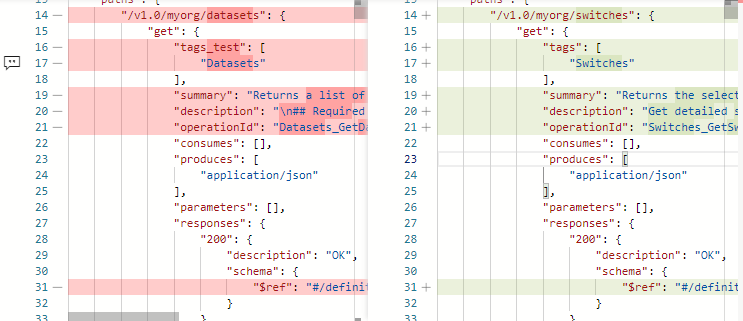 14 — "/v1.0/myorg/datasets": {
15 "get": {
16 — "tags_test": [
17 — "Datasets"
18 ],
19 — "summary": "Returns a list of
20 — "description": "\n## Required
21 — "operationId": "Datasets_GetDa
22 "consumes": [],
23 "produces": [
24 "application/json"
25 ],
26 "parameters": [],
27 "responses": {
28 "200": {
29 "description": "OK",
30 "schema": {
31 — "$ref": "#/definit
32 }
33 }
14 + "/v1.0/myorg/switches": {
15 "get": {
16 + "tags": [
17 + "Switches"
18 ],
19 + "summary": "Returns the select
20 + "description": "Get detailed s
21 + "operationId": "Switches_GetSw
22 "consumes": [],
23 "produces": [
24 "application/json"
25 ],
26 "parameters": [],
27 "responses": {
28 "200": {
29 "description": "OK",
30 "schema": {
31 + "$ref": "#/definit
32 }
33 }